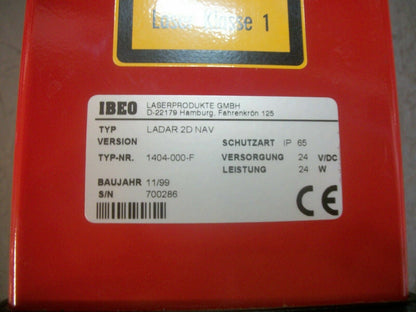 Laser Klasse 1
IBEO LASERPRODUKTE GMBH
D-22179 Hamburg, Fahrenkrön 125
TYP LADAR 2D NAV
VERSION SCHUTZART IP 65
TYP-NR. 1404-000-F VERSORGUNG 24 V/DC
LEISTUNG 24 W
BAUJAHR 11/99
S/N 700286
CE